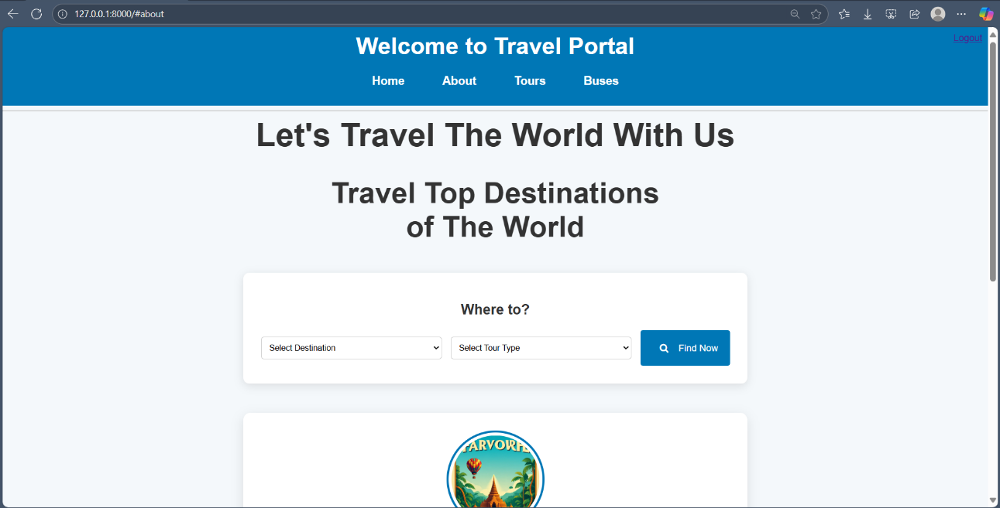 127.0.0.1:8000/#about
Welcome to Travel Portal
Logout
Home About Tours Buses
Let's Travel The World With Us
Travel Top Destinations
of The World
Where to?
Select Destination Select Tour Type Find Now